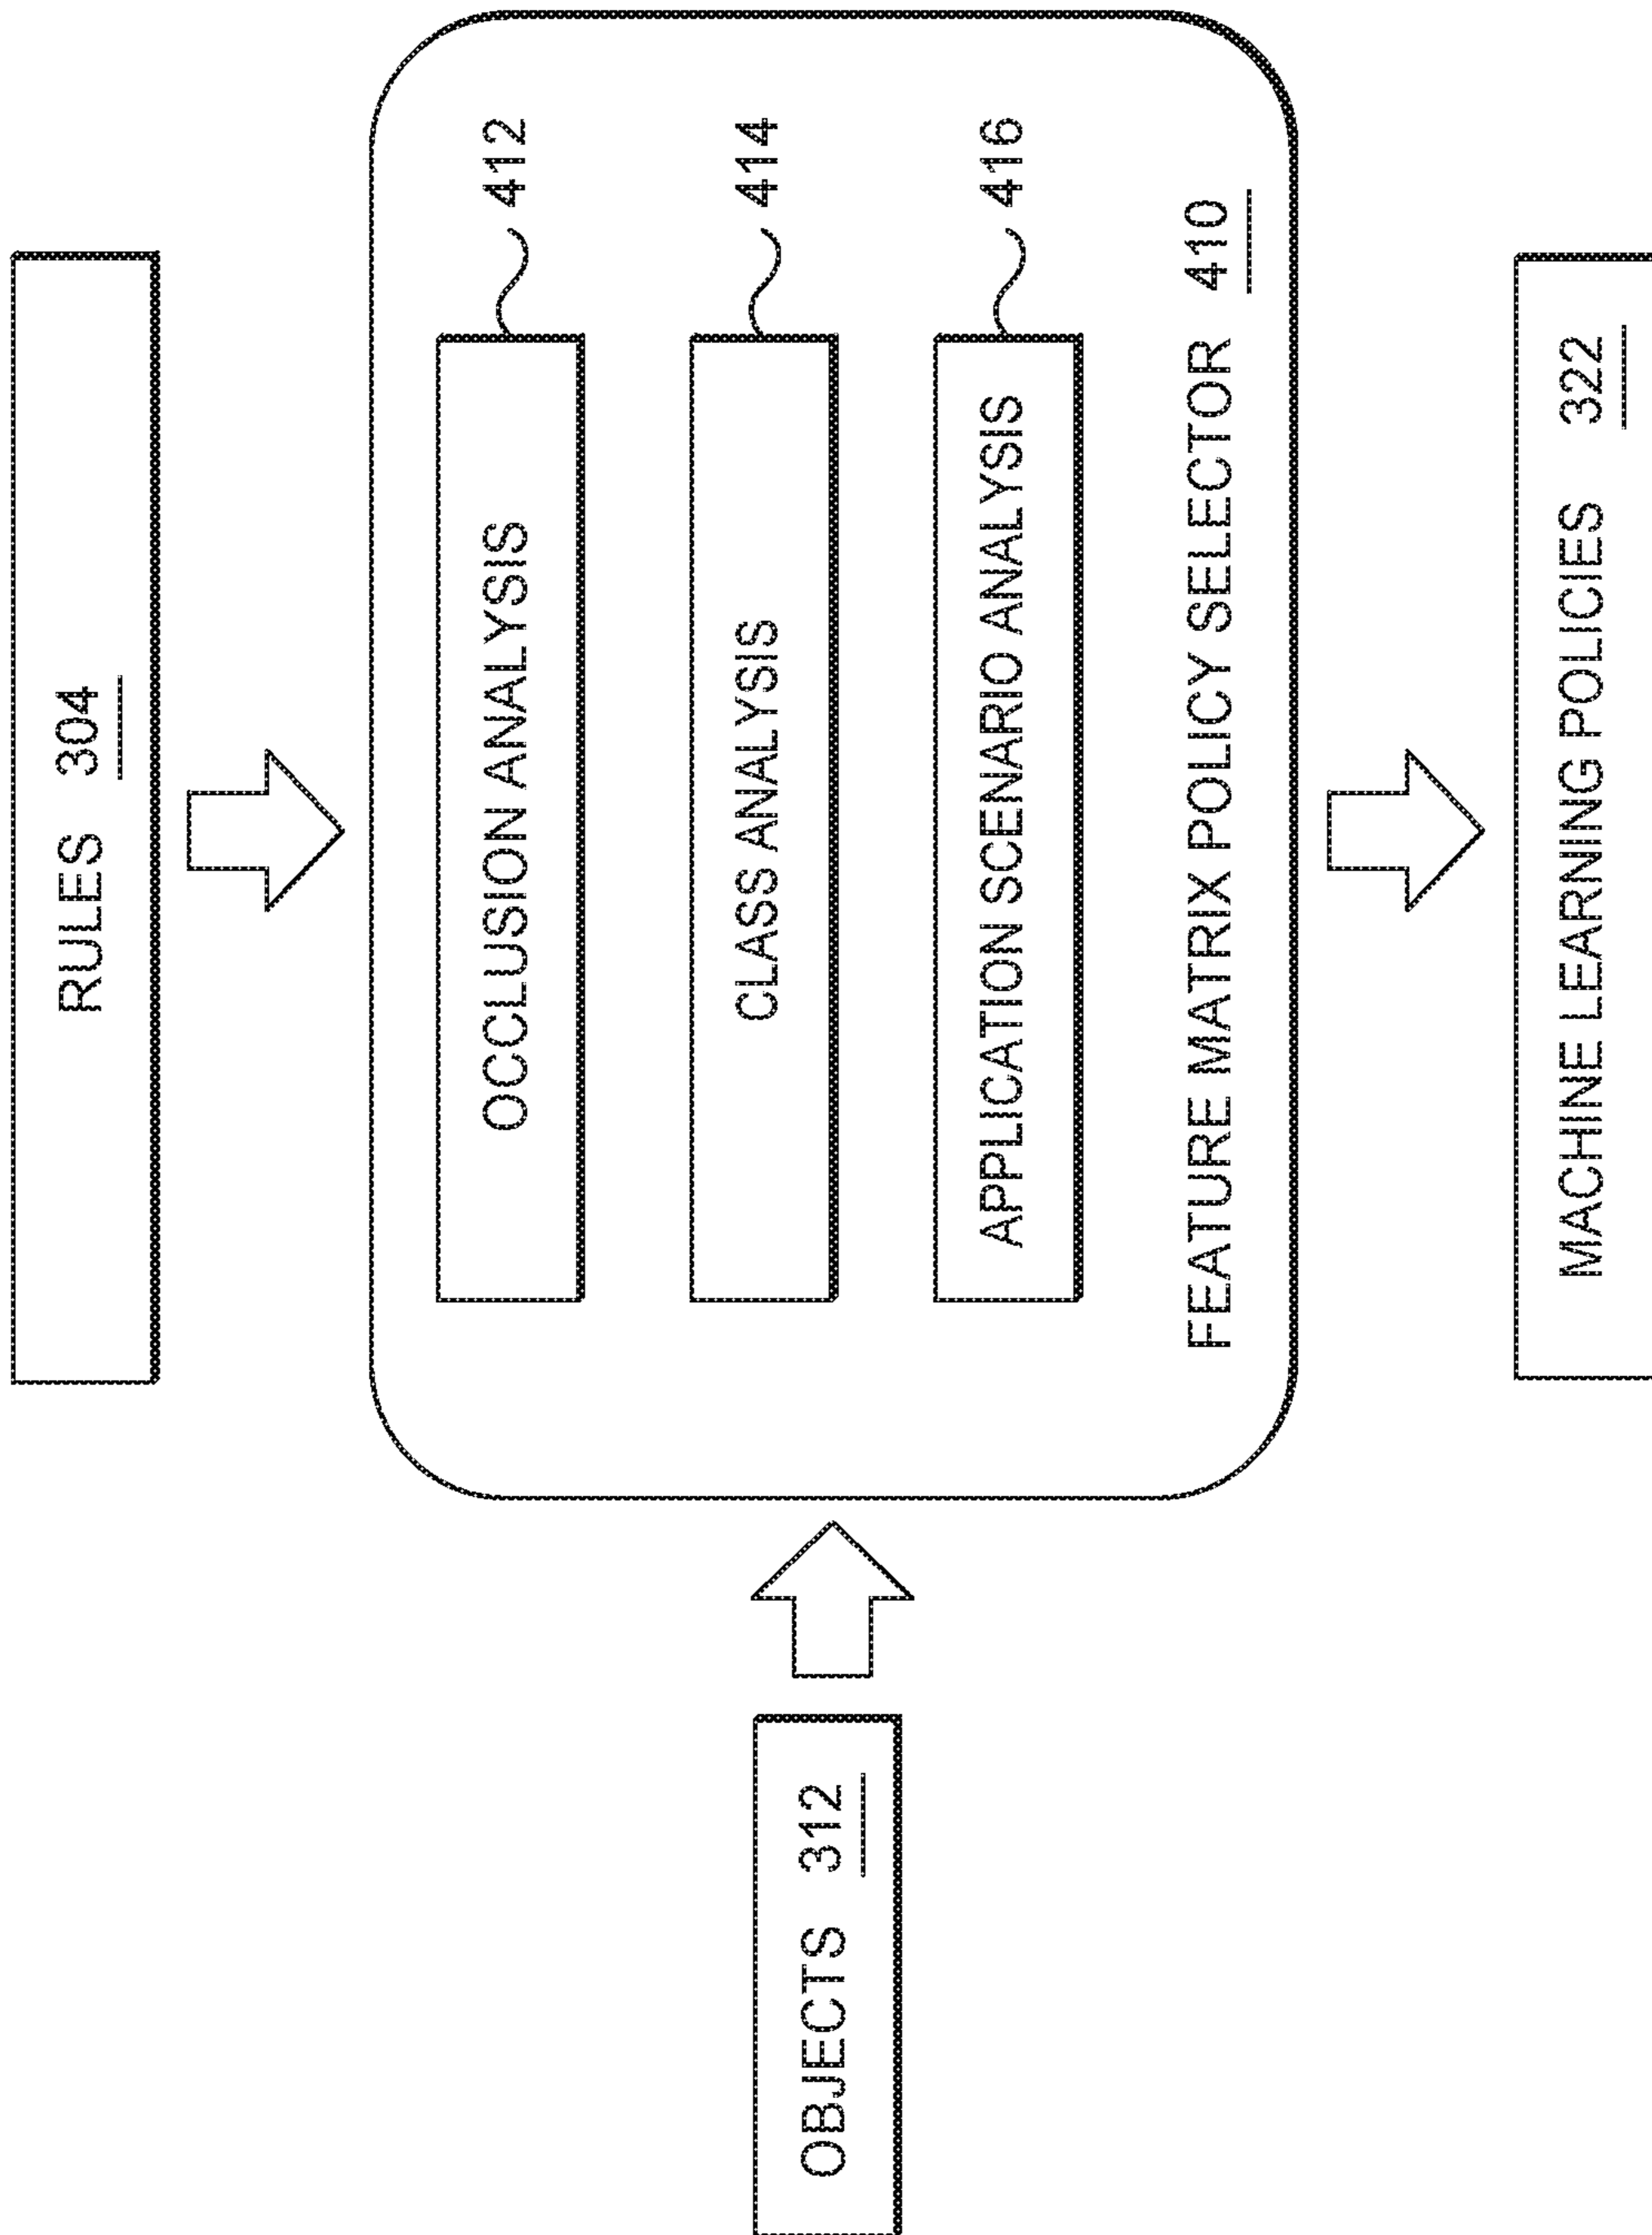 RULES 304
OCCLUSION ANALYSIS
412
CLASS ANALYSIS
414
APPLICATION SCENARIO ANALYSIS
416
FEATURE MATRIX POLICY SELECTOR 410
OBJECTS 312
MACHINE LEARNING POLICIES 322